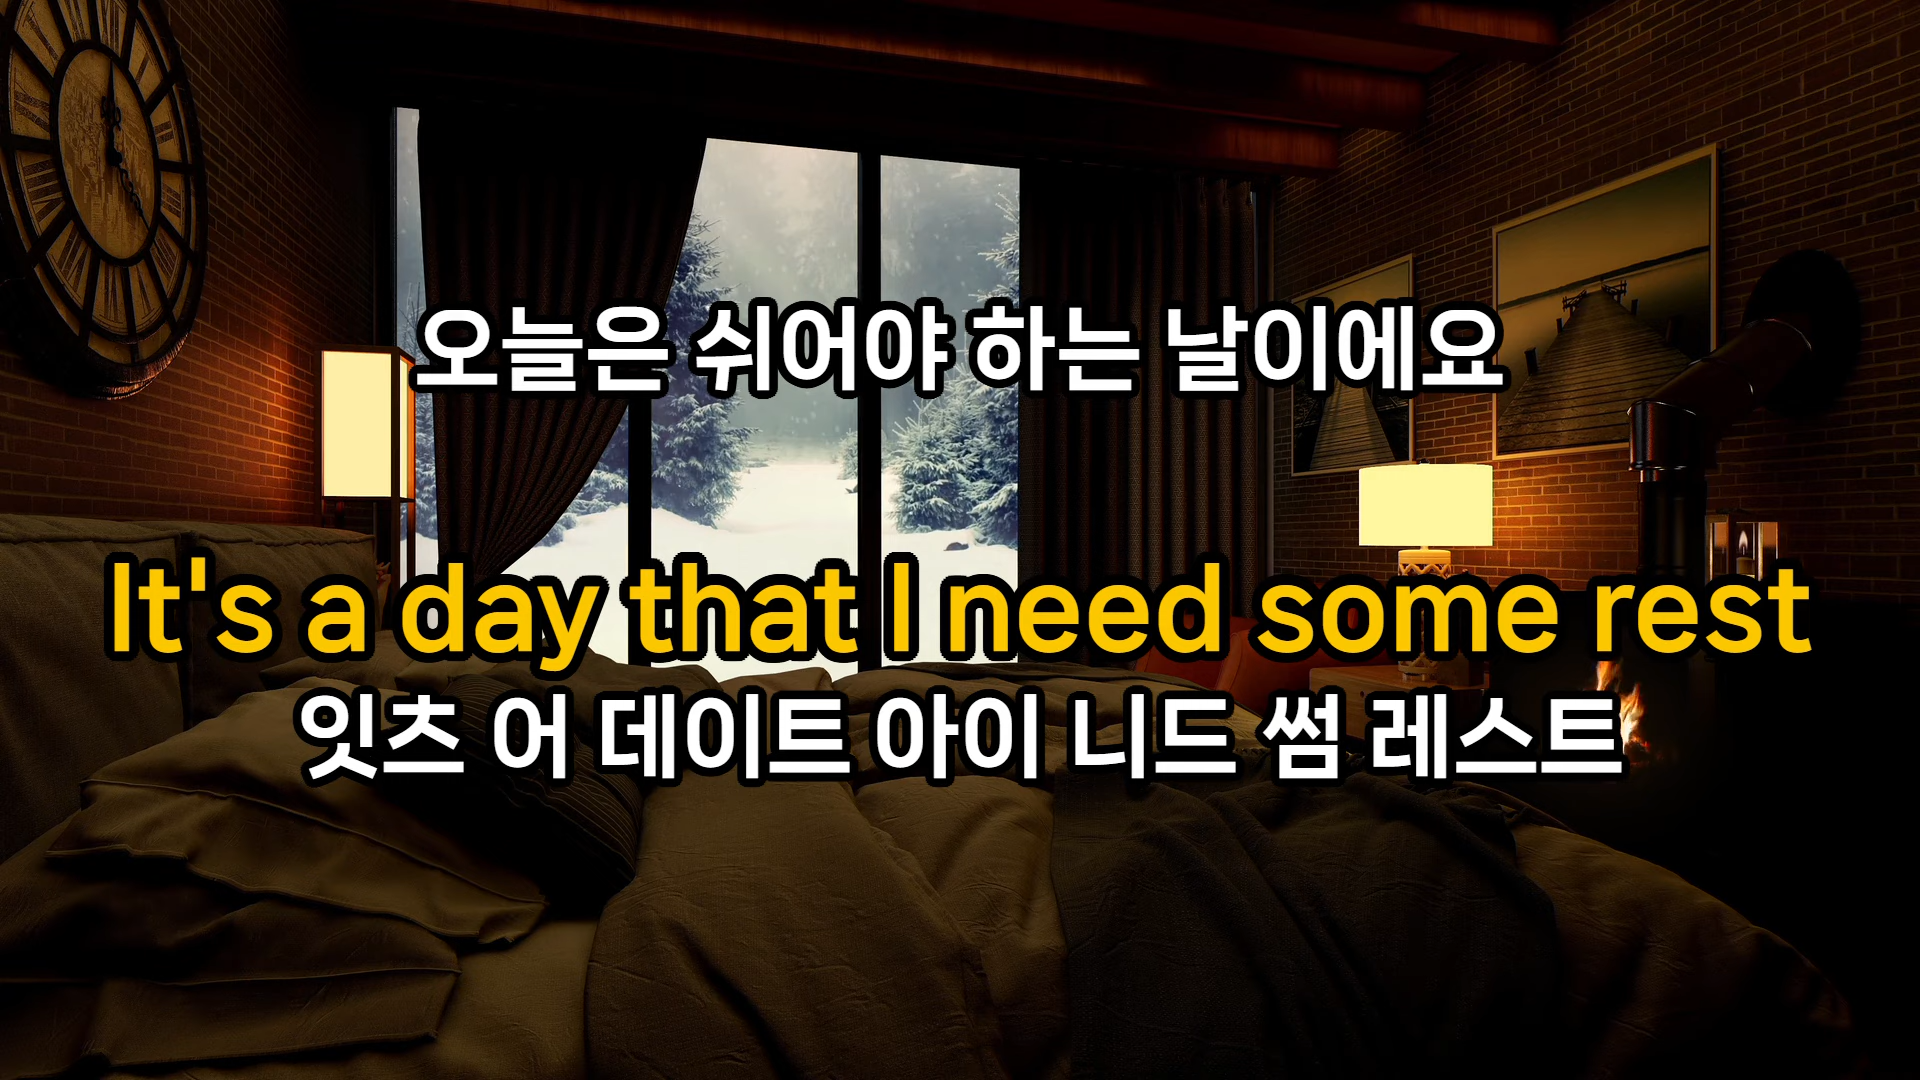 오늘은 쉬어야 하는 날이에요
It's a day that I need some rest
잇츠 어 데이트 아이 니드 썸 레스트